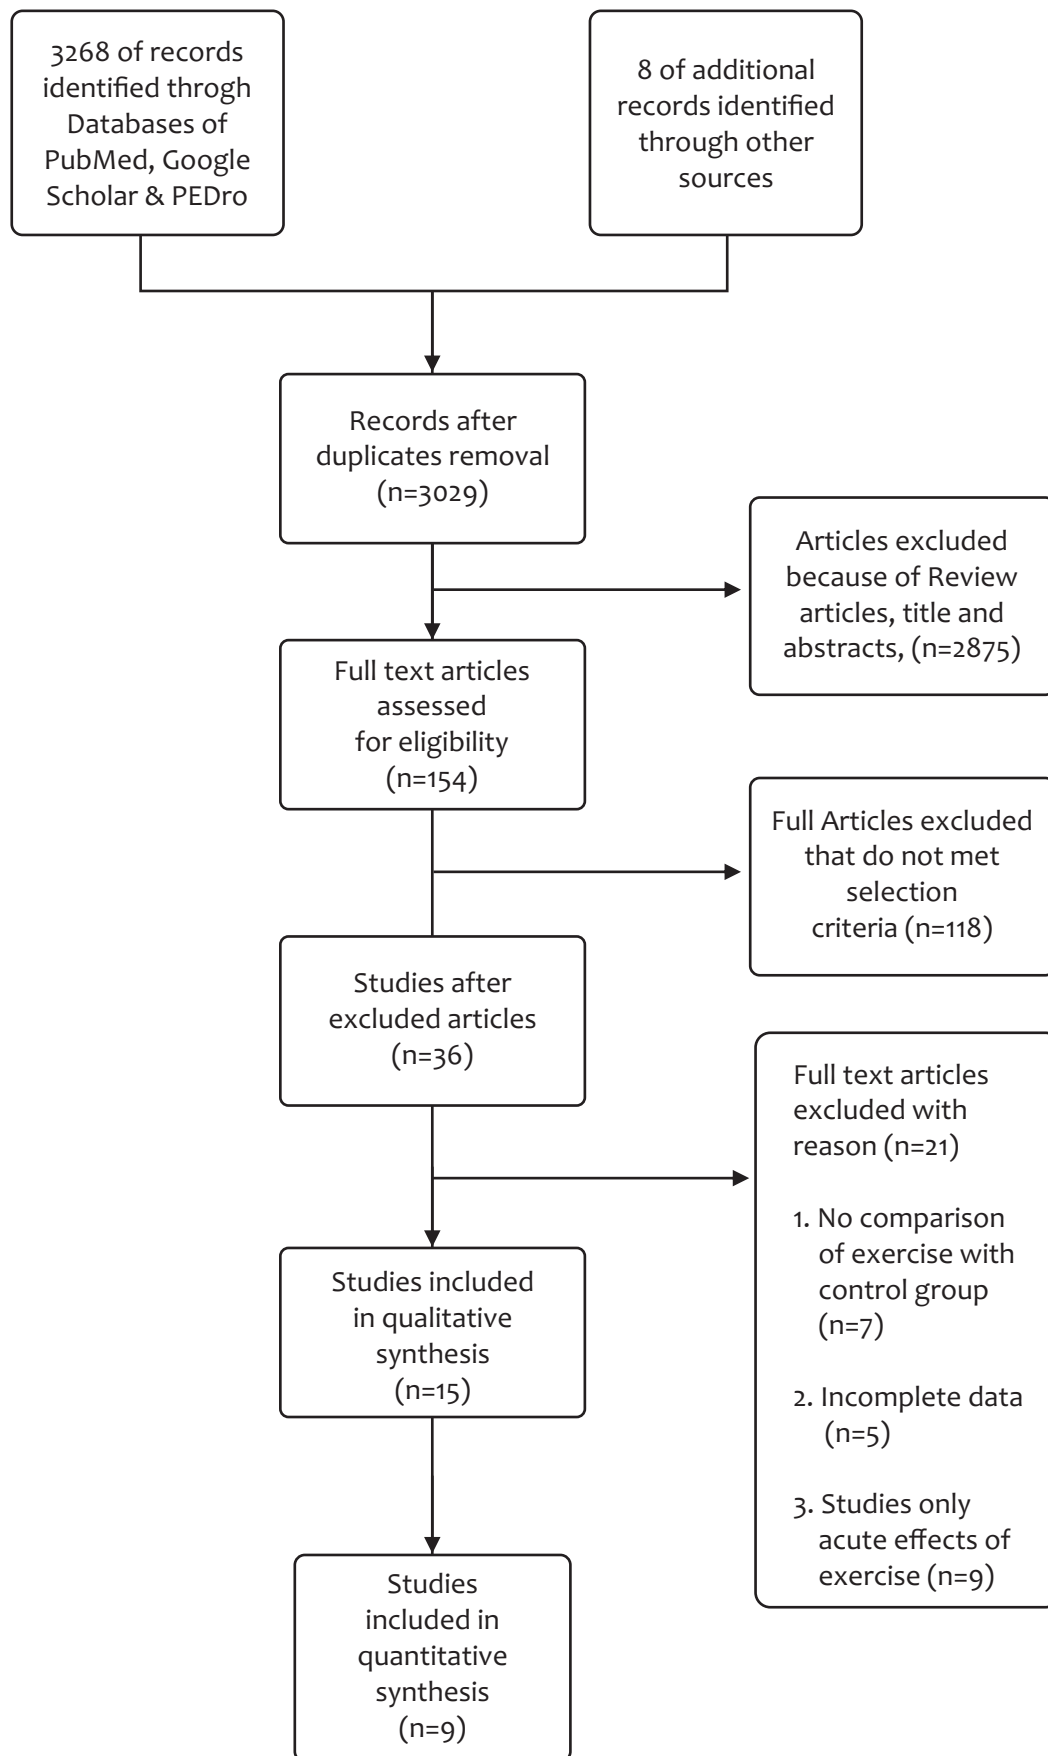 3268 of records
identified throgh
Databases of
PubMed, Google
Scholar & PEDro
8 of additional
records identified
through other
sources
Records after
duplicates removal
(n=3029)
Articles excluded
because of Review
articles, title and
abstracts, (n=2875)
Full text articles
assessed
for eligibility
(n=154)
Full Articles excluded
that do not met
selection
criteria (n=118)
Studies after
excluded articles
(n=36)
Full text articles
excluded with
reason (n=21)
1. No comparison
of exercise with
control group
(n=7)
2. Incomplete data
(n=5)
3. Studies only
acute effects of
exercise (n=9)
Studies included
in qualitative
synthesis
(n=15)
Studies
included in
quantitative
synthesis
(n=9)